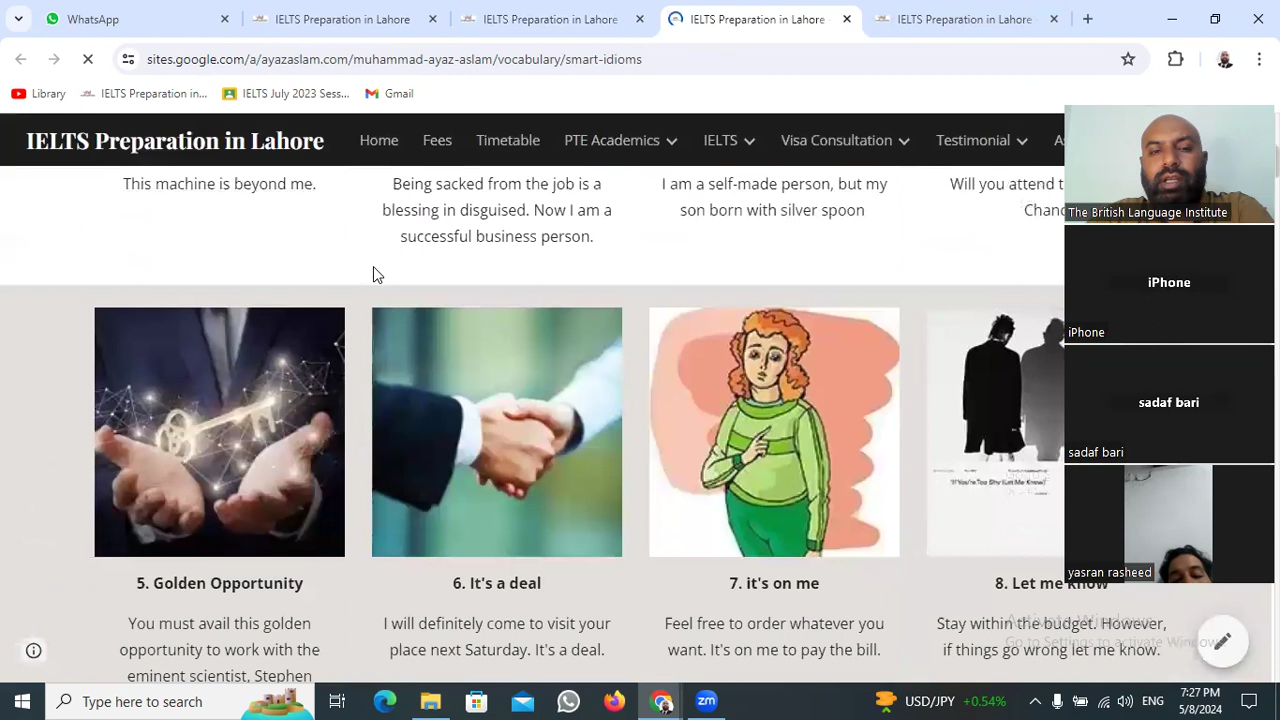 WhatsApp
IELTS Preparation in Lahore
IELTS Preparation in Lahore
IELTS Preparation in Lahore
IELTS Preparation in Lahore
sites.google.com/a/ayazaslam.com/muhammad-ayaz-aslam/vocabulary/smart-idioms
Library
IELTS Preparation in...
IELTS July 2023 Sess...
Gmail
IELTS Preparation in Lahore
Home
Fees
Timetable
PTE Academics
IELTS
Visa Consultation
Testimonial
This machine is beyond me.
Being sacked from the job is a
blessing in disguised. Now I am a
successful business person.
I am a self-made person, but my
son born with silver spoon
Will you attend t
Chanc
The British Language Institute
iPhone
iPhone
sadaf bari
sadaf bari
yasran rasheed
5. Golden Opportunity
You must avail this golden
opportunity to work with the
eminent scientist, Stephen
6. It's a deal
I will definitely come to visit your
place next Saturday. It's a deal.
7. it's on me
Feel free to order whatever you
want. It's on me to pay the bill.
8. Let me know
Stay within the budget. However,
if things go wrong let me know.
Activate Windows
Go to Settings to activate Windows.
Type here to search
zm
USD/JPY +0.54%
ENG
7:27 PM
5/8/2024